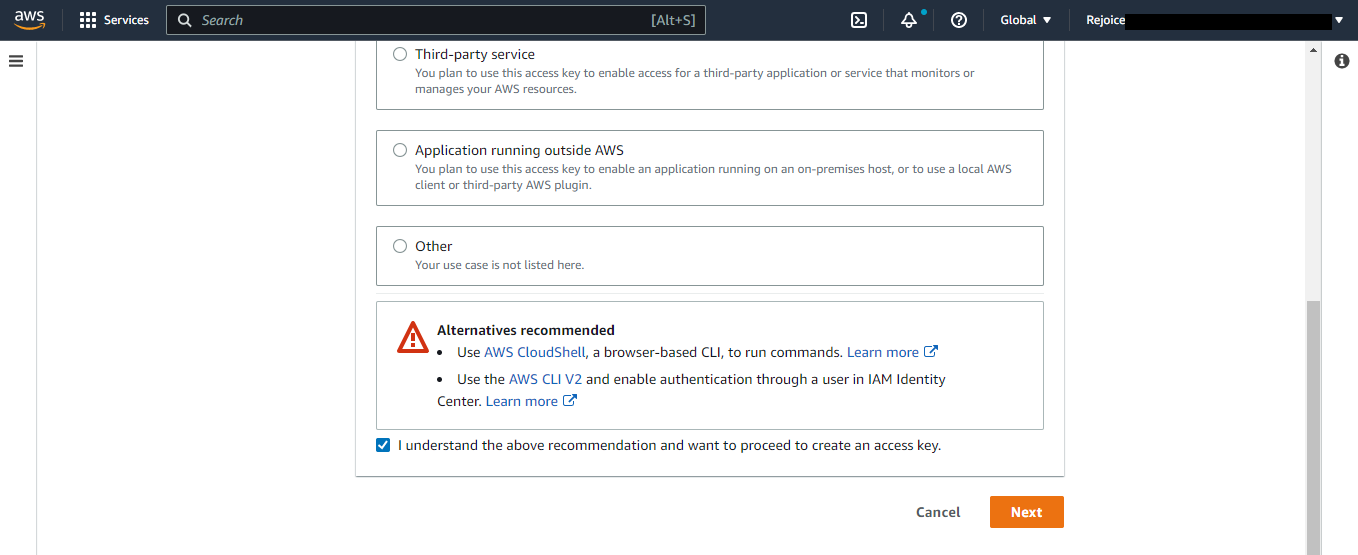 aws
Services
Search
[Alt+S]
Global
Rejoice
Third-party service
You plan to use this access key to enable access for a third-party application or service that monitors or
manages your AWS resources.
Application running outside AWS
You plan to use this access key to enable an application running on an on-premises host, or to use a local AWS
client or third-party AWS plugin.
Other
Your use case is not listed here.
Alternatives recommended
• Use AWS CloudShell, a browser-based CLI, to run commands. Learn more
• Use the AWS CLI V2 and enable authentication through a user in IAM Identity
Center. Learn more
I understand the above recommendation and want to proceed to create an access key.
Cancel
Next